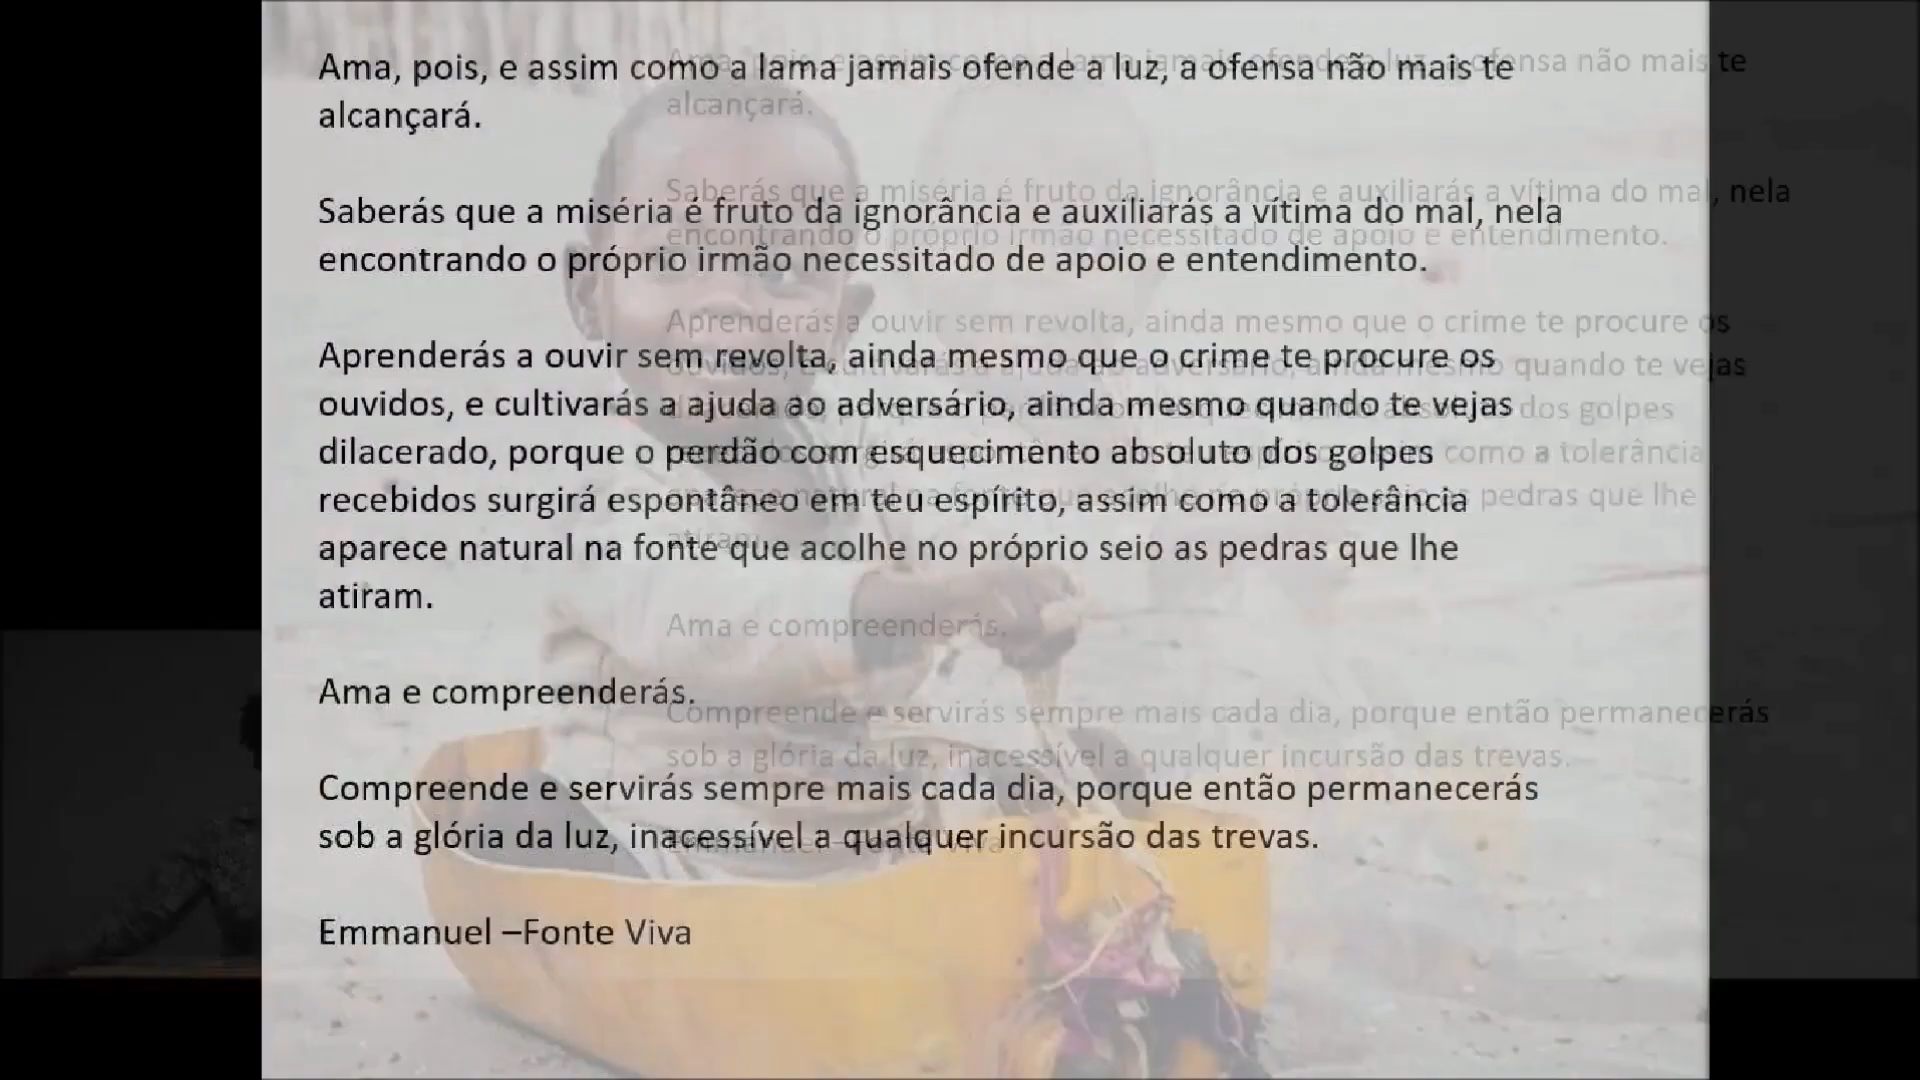 Ama, pois, e assim como a lama jamais ofende a luz, a ofensa não mais te
alcançará.
Saberás que a miséria é fruto da ignorância e auxiliarás a vítima do mal, nela
encontrando o próprio irmão necessitado de apoio e entendimento.
Aprenderás a ouvir sem revolta, ainda mesmo que o crime te procure os
ouvidos, e cultivarás a ajuda ao adversário, ainda mesmo quando te vejas
dilacerado, porque o perdão com esquecimento absoluto dos golpes
recebidos surgirá espontâneo em teu espírito, assim como a tolerância
aparece natural na fonte que acolhe no próprio seio as pedras que lhe
atiram.
Ama e compreenderás.
Compreende e servirás sempre mais cada dia, porque então permanecerás
sob a glória da luz, inacessível a qualquer incursão das trevas.
Emmanuel –Fonte Viva